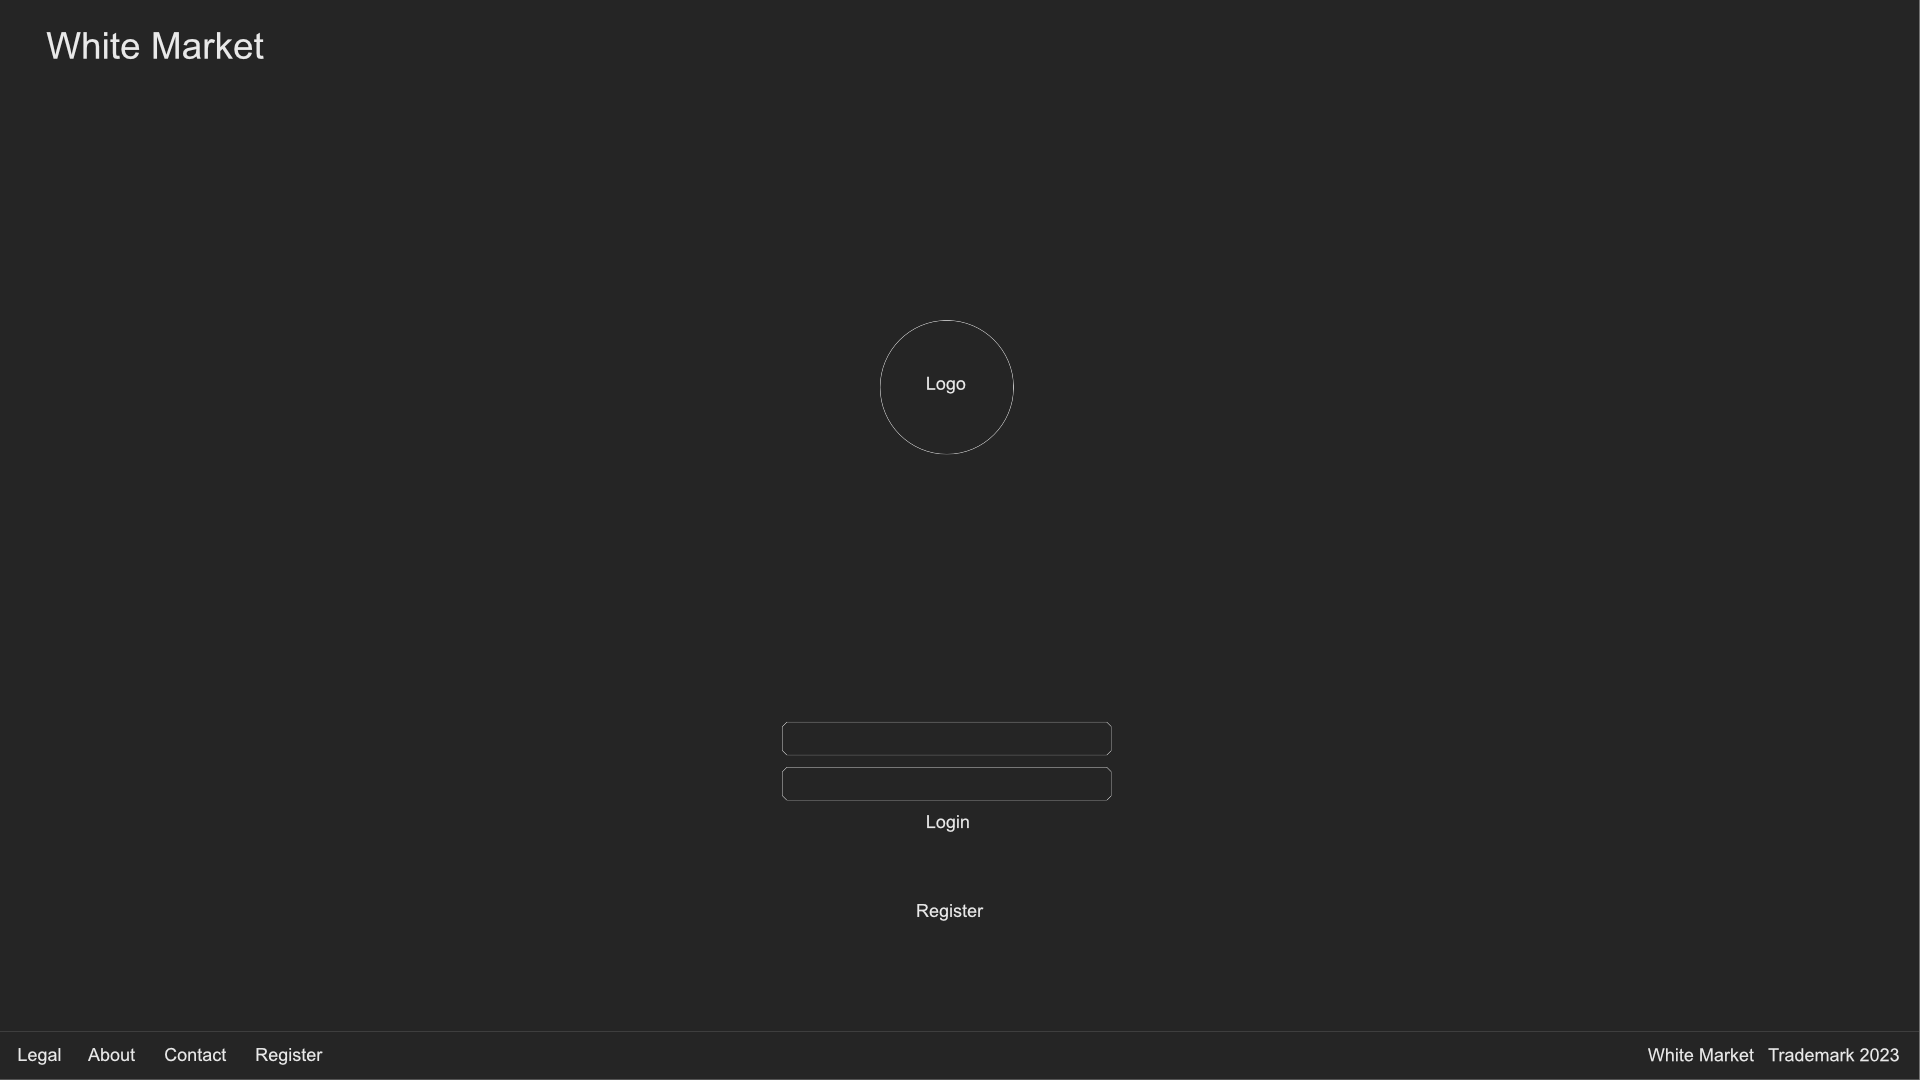 White Market
Logo
Login
Register
Legal About Contact Register White Market Trademark 2023